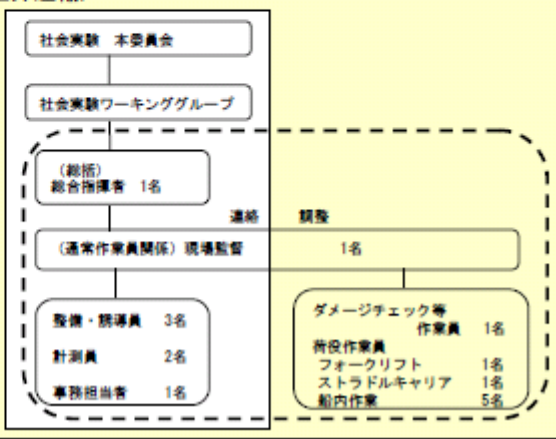 社会実験 本委員会
社会実験ワーキンググループ
（総括）
総合指揮者 1名
連絡 調整
（通常作業員関係）現場監督 1名
整備・誘導員 3名
計測員 2名
事務担当者 1名
ダメージチェック等
作業員 1名
荷役作業員
フォークリフト 1名
ストラドルキャリア 1名
船内作業 5名